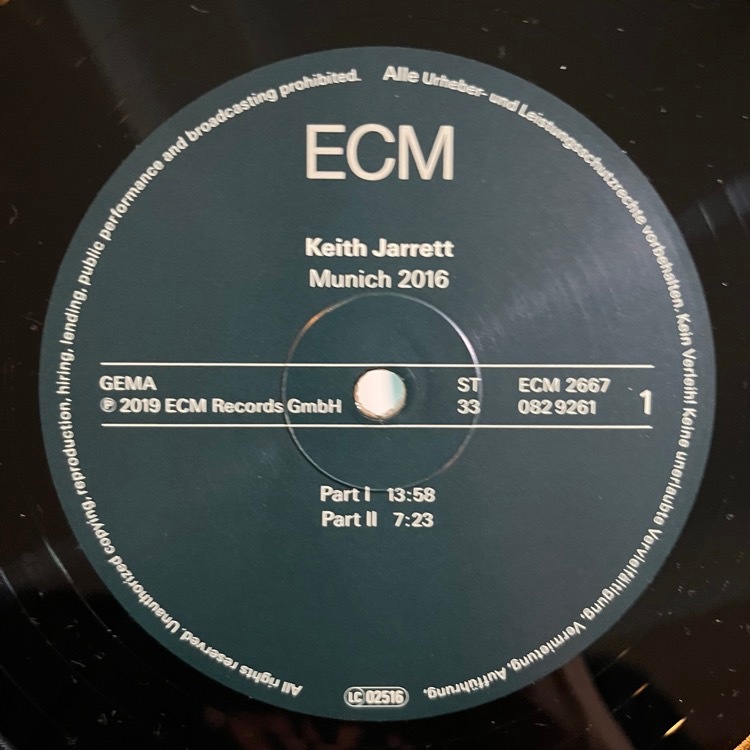 ECM
Keith Jarrett
Munich 2016
GEMA ST ECM 2667
℗ 2019 ECM Records GmbH 33 082 9261 1
Part I 13:58
Part II 7:23
LC 02516
Alle Urheber- und Leistungsschutzrechte vorbehalten. Kein Verleih! Keine unerlaubte Vervielfältigung, Vermietung, Aufführung.
All rights reserved. Unauthorized copying, reproduction, hiring, lending, public performance and broadcasting prohibited.